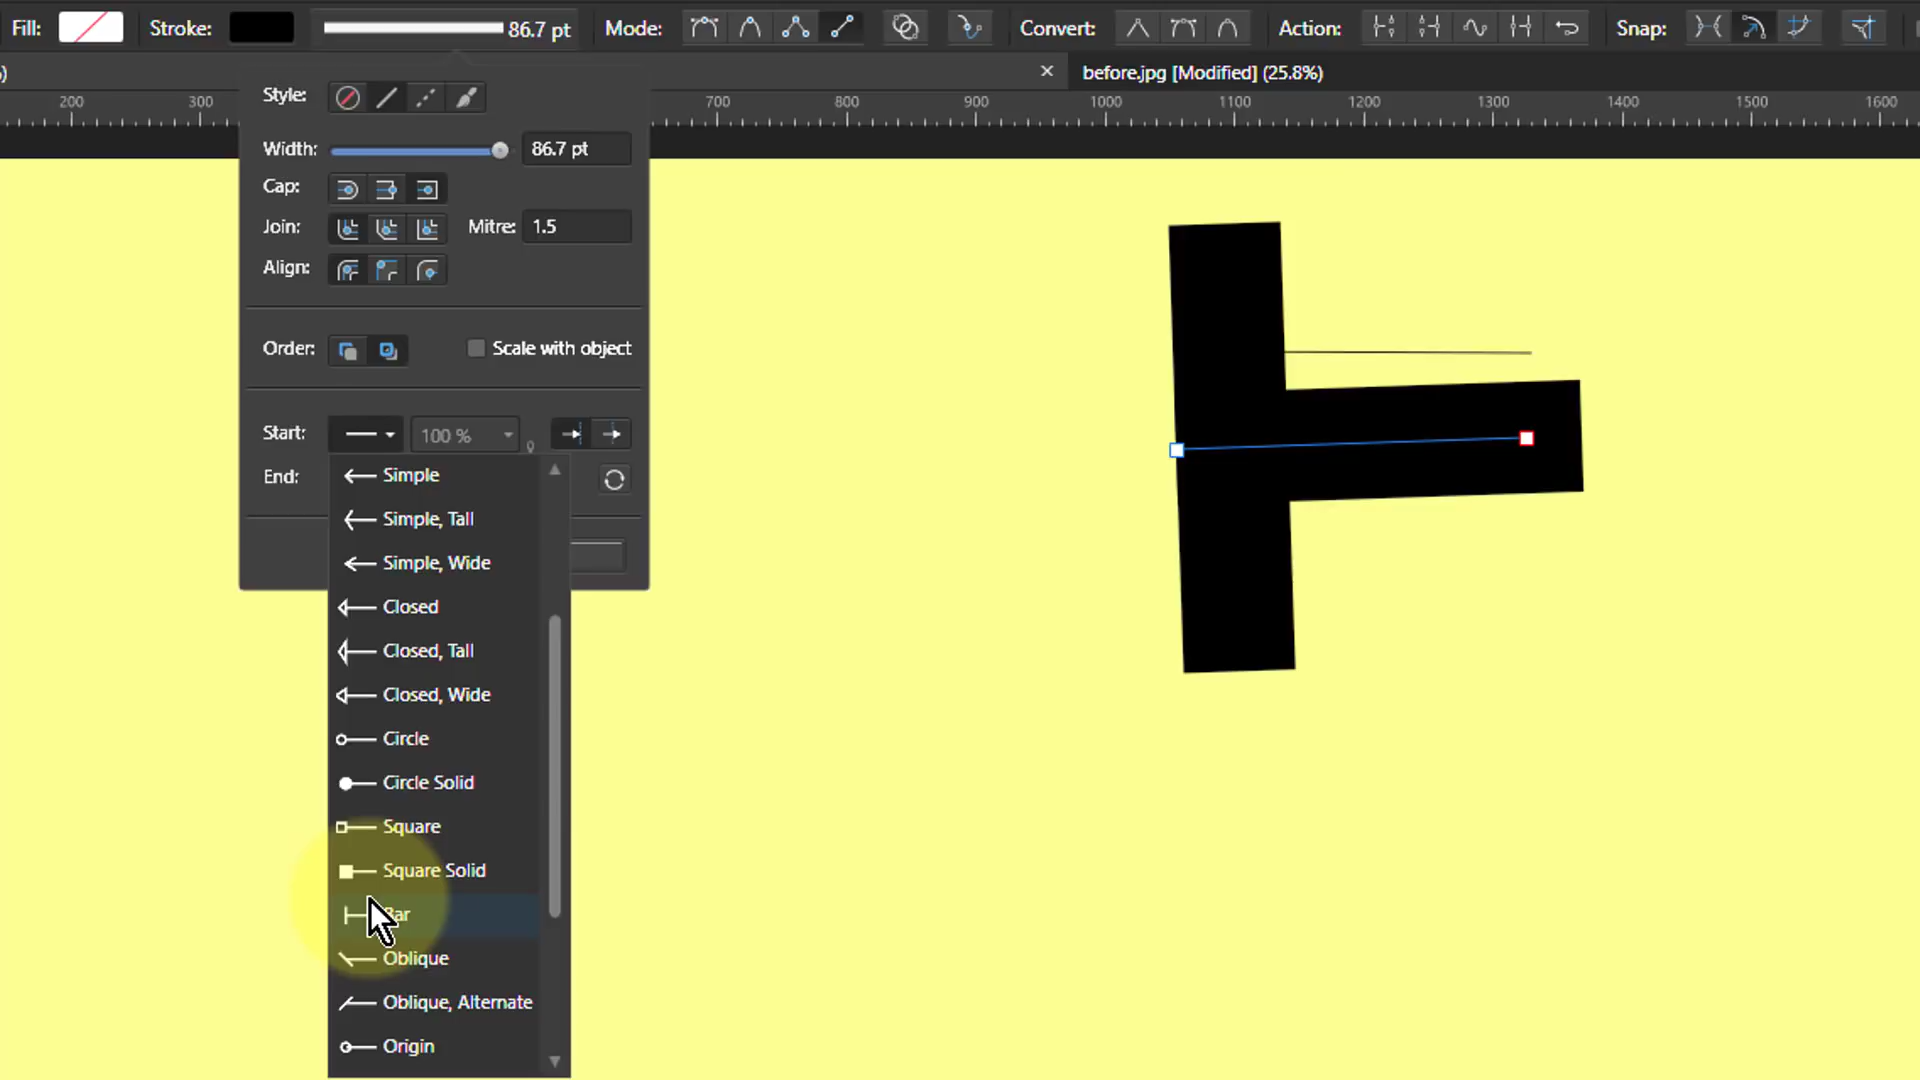 Fill: Stroke: 86.7 pt Mode: Convert: Action: Snap:
) before.jpg [Modified] (25.8%)
200 300 700 800 900 1000 1100 1200 1300 1400 1500 1600
Style:
Width: 86.7 pt
Cap:
Join: Mitre: 1.5
Align:
Order: Scale with object
Start: 100 %
End:
Simple
Simple, Tall
Simple, Wide
Closed
Closed, Tall
Closed, Wide
Circle
Circle Solid
Square
Square Solid
Bar
Oblique
Oblique, Alternate
Origin